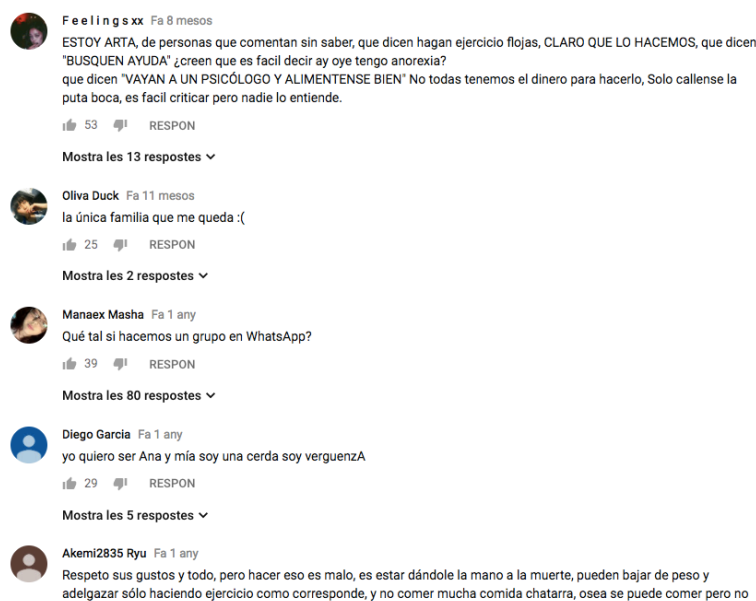 F e e l i n g s xx Fa 8 mesos
ESTOY ARTA, de personas que comentan sin saber, que dicen hagan ejercicio flojas, CLARO QUE LO HACEMOS, que dicen
"BUSQUEN AYUDA" ¿creen que es facil decir ay oye tengo anorexia?
que dicen "VAYAN A UN PSICÓLOGO Y ALIMENTENSE BIEN" No todas tenemos el dinero para hacerlo, Solo callense la
puta boca, es facil criticar pero nadie lo entiende.
53 RESPON
Mostra les 13 respostes
Oliva Duck Fa 11 mesos
la única familia que me queda :(
25 RESPON
Mostra les 2 respostes
Manaex Masha Fa 1 any
Qué tal si hacemos un grupo en WhatsApp?
39 RESPON
Mostra les 80 respostes
Diego Garcia Fa 1 any
yo quiero ser Ana y mía soy una cerda soy verguenzA
29 RESPON
Mostra les 5 respostes
Akemi2835 Ryu Fa 1 any
Respeto sus gustos y todo, pero hacer eso es malo, es estar dándole la mano a la muerte, pueden bajar de peso y
adelgazar sólo haciendo ejercicio como corresponde, y no comer mucha comida chatarra, osea se puede comer pero no